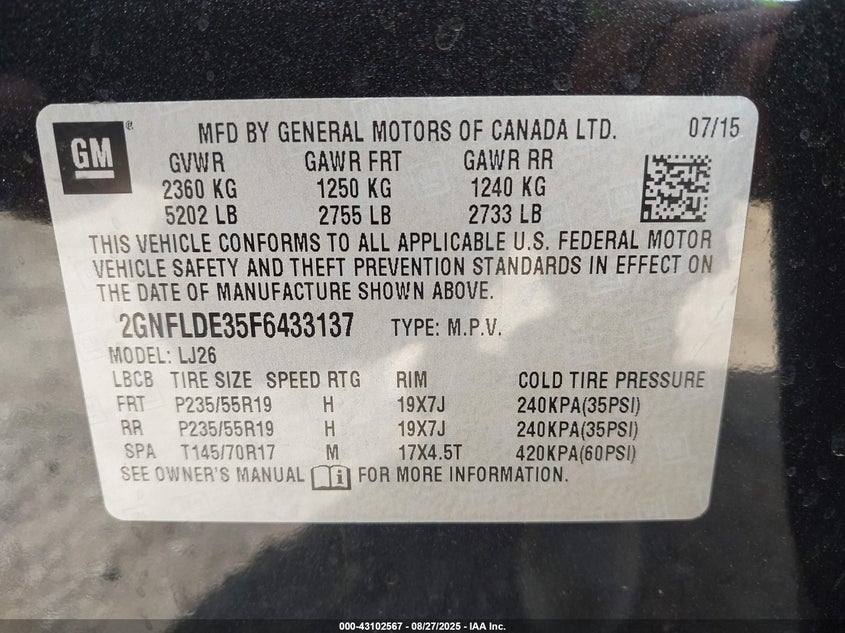 GM ® MFD BY GENERAL MOTORS OF CANADA LTD. 07/15
GVWR GAWR FRT GAWR RR
2360 KG 1250 KG 1240 KG
5202 LB 2755 LB 2733 LB
THIS VEHICLE CONFORMS TO ALL APPLICABLE U.S. FEDERAL MOTOR
VEHICLE SAFETY AND THEFT PREVENTION STANDARDS IN EFFECT ON
THE DATE OF MANUFACTURE SHOWN ABOVE.
2GNFLDE35F6433137 TYPE: M.P.V.
MODEL: LJ26
LBCB TIRE SIZE SPEED RTG RIM COLD TIRE PRESSURE
FRT P235/55R19 H 19X7J 240KPA(35PSI)
RR P235/55R19 H 19X7J 240KPA(35PSI)
SPA T145/70R17 M 17X4.5T 420KPA(60PSI)
SEE OWNER'S MANUAL i FOR MORE INFORMATION.
000-43102567 - 08/27/2025 - IAA Inc.